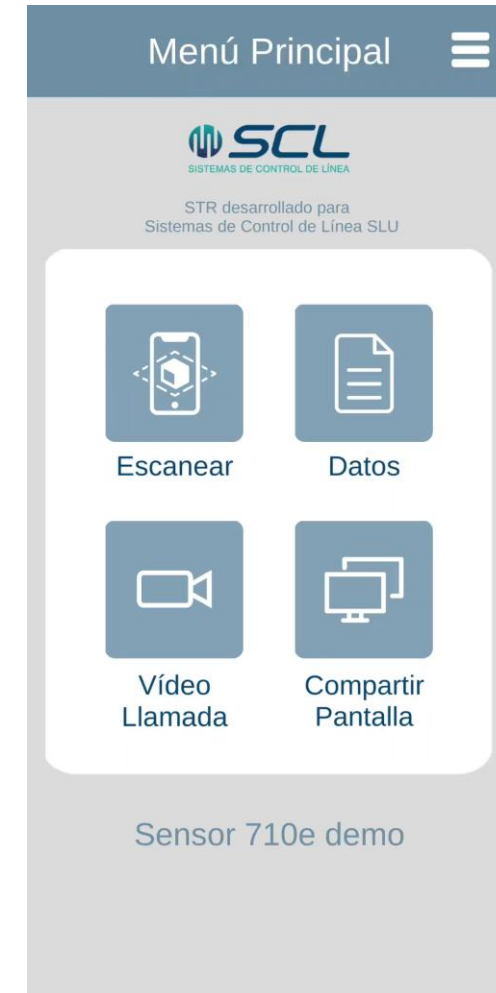 Menú Principal
SCL
SISTEMAS DE CONTROL DE LÍNEA
STR desarrollado para
Sistemas de Control de Línea SLU
Escanear
Datos
Vídeo
Llamada
Compartir
Pantalla
Sensor 710e demo